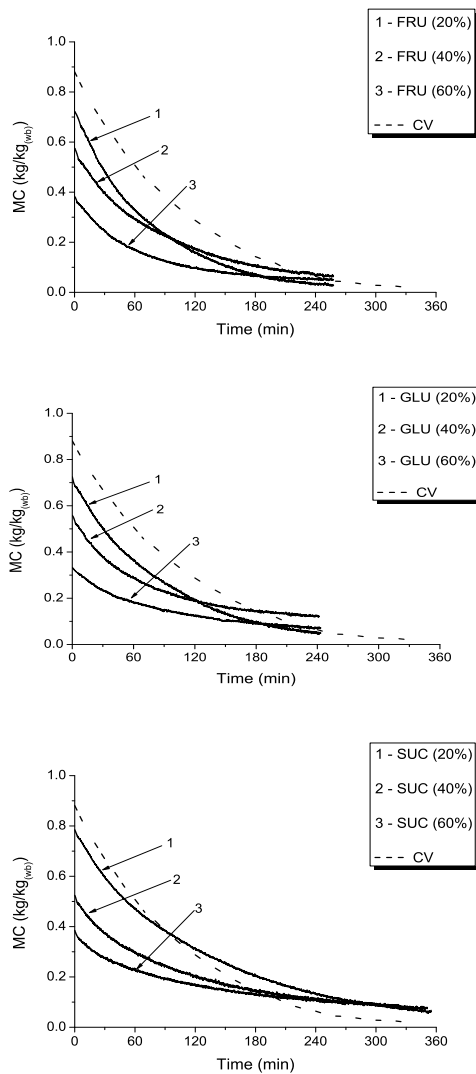 1 - FRU (20%)
2 - FRU (40%)
3 - FRU (60%)
CV
MC (kg/kg(wb))
1.0
0.8
0.6
0.4
0.2
0.0
1
2
3
0 60 120 180 240 300 360
Time (min)
1 - GLU (20%)
2 - GLU (40%)
3 - GLU (60%)
CV
MC (kg/kg(wb))
1.0
0.8
0.6
0.4
0.2
0.0
1
2
3
0 60 120 180 240 300 360
Time (min)
1 - SUC (20%)
2 - SUC (40%)
3 - SUC (60%)
CV
MC (kg/kg(wb))
1.0
0.8
0.6
0.4
0.2
0.0
1
2
3
0 60 120 180 240 300 360
Time (min)